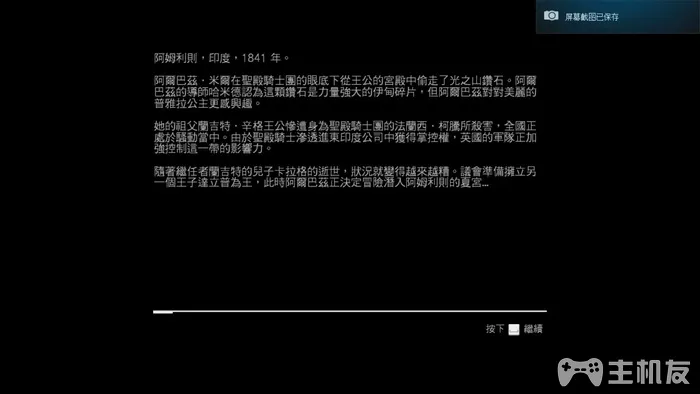 屏幕截图已保存
阿姆利則，印度，1841 年。
阿爾巴茲·米爾在聖殿騎士團的眼底下從王公的宮殿中偷走了光之山鑽石。阿爾
巴茲的導師哈米德認為這顆鑽石是力量強大的伊甸碎片，但阿爾巴茲對對美麗的
普雅拉公主更感興趣。
她的祖父蘭吉特·辛格王公慘遭身為聖殿騎士團的法蘭西·柯騰所殺害，全國正
處於騷動當中。由於聖殿騎士滲透進東印度公司中獲得掌控權，英國的軍隊正加
強控制這一帶的影響力。
隨著繼任者蘭吉特的兒子卡拉格的逝世，狀況就變得越來越糟。議會準備擁立另
一個王子達立普為王，此時阿爾巴茲正決定冒險潛入阿姆利則的夏宮...
按下 繼續
主机友